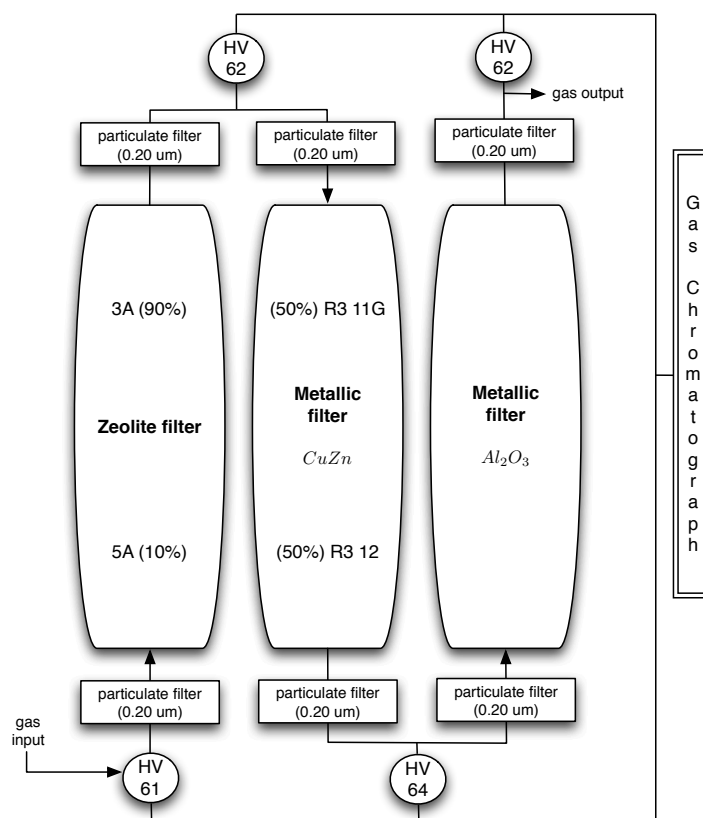 HV
62
HV
62
gas output
particulate filter
(0.20 um)
particulate filter
(0.20 um)
particulate filter
(0.20 um)
3A (90%)
Zeolite filter
5A (10%)
(50%) R3 11G
Metallic
filter
CuZn
(50%) R3 12
Metallic
filter
Al₂O₃
Gas Chromatograph
particulate filter
(0.20 um)
particulate filter
(0.20 um)
particulate filter
(0.20 um)
gas
input
HV
61
HV
64